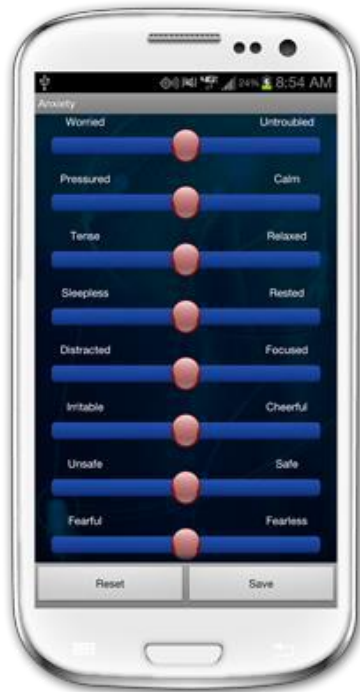 24% 8:54 AM
Anxiety
Worried Untroubled
Pressured Calm
Tense Relaxed
Sleepless Rested
Distracted Focused
Irritable Cheerful
Unsafe Safe
Fearful Fearless
Reset Save